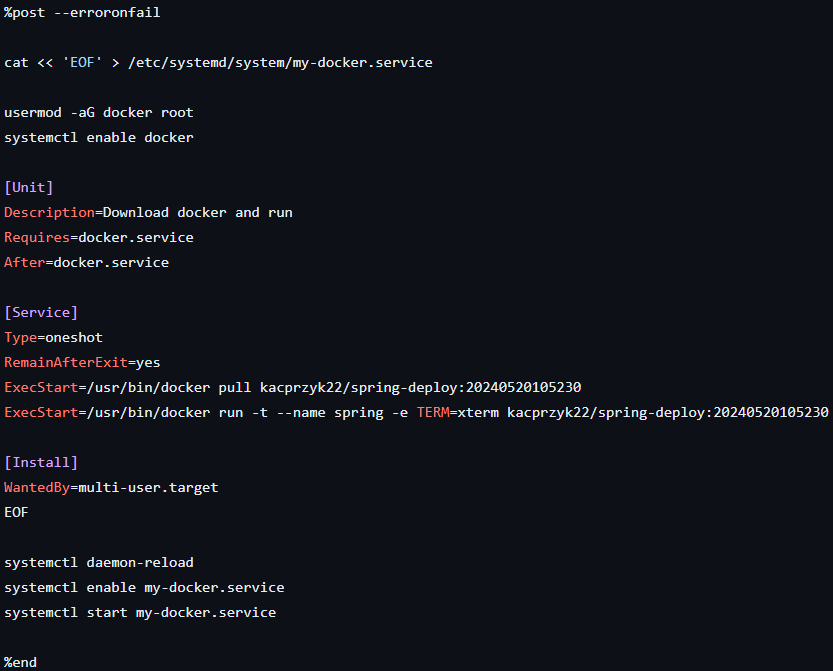 %post --erroronfail
cat << 'EOF' > /etc/systemd/system/my-docker.service
usermod -aG docker root
systemctl enable docker
[Unit]
Description=Download docker and run
Requires=docker.service
After=docker.service
[Service]
Type=oneshot
RemainAfterExit=yes
ExecStart=/usr/bin/docker pull kacprzyk22/spring-deploy:20240520105230
ExecStart=/usr/bin/docker run -t --name spring -e TERM=xterm kacprzyk22/spring-deploy:20240520105230
[Install]
WantedBy=multi-user.target
EOF
systemctl daemon-reload
systemctl enable my-docker.service
systemctl start my-docker.service
%end